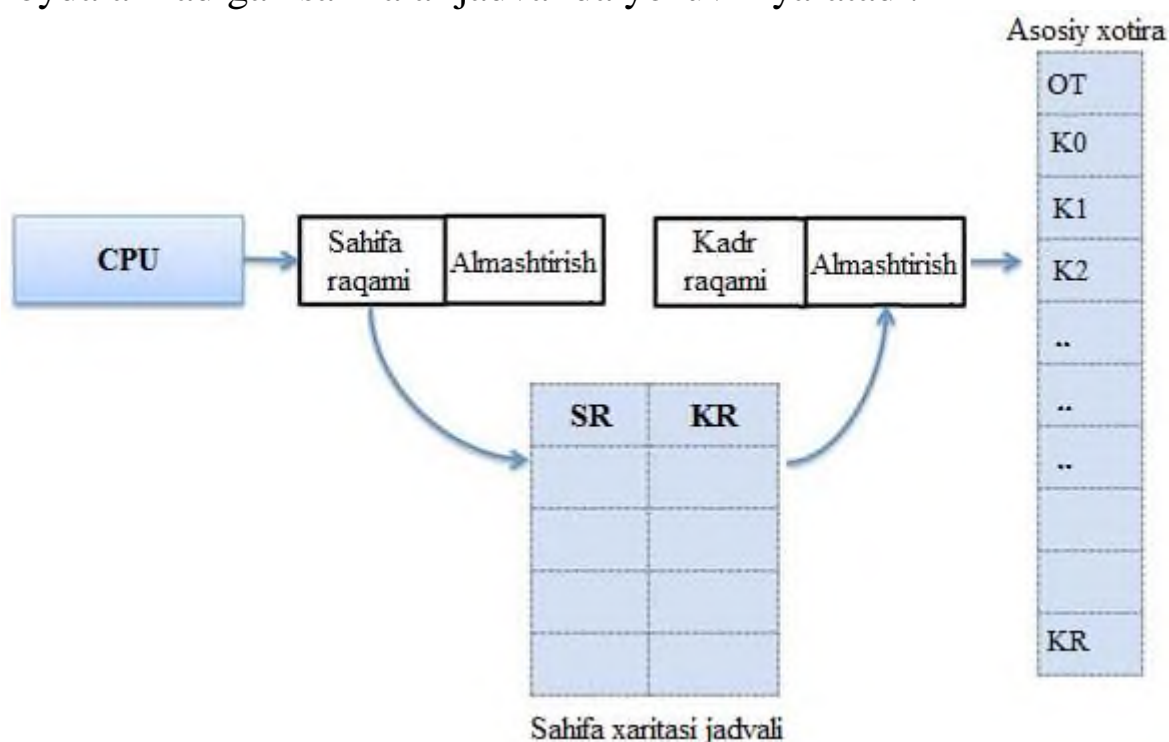 Asosiy xotira
OT
K0
K1
K2
..
..
..
KR
CPU
Sahifa
raqami
Almashtirish
Kadr
raqami
Almashtirish
SR KR
Sahifa xaritasi jadvali